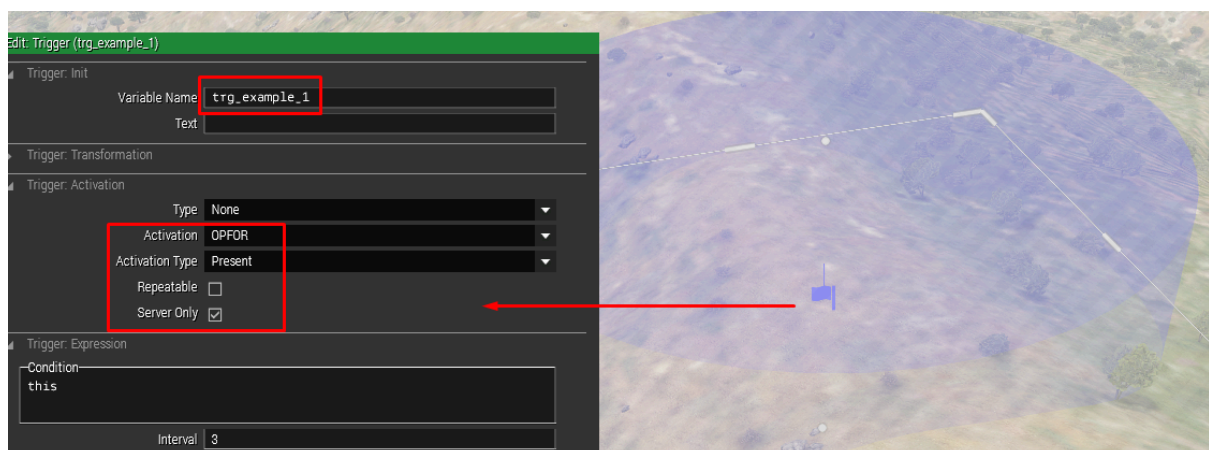 Edit: Trigger (trg_example_1)
Trigger: Init
Variable Name trg_example_1
Text
Trigger: Transformation
Trigger: Activation
Type None
Activation OPFOR
Activation Type Present
Repeatable
Server Only
Trigger: Expression
Condition
this
Interval 3